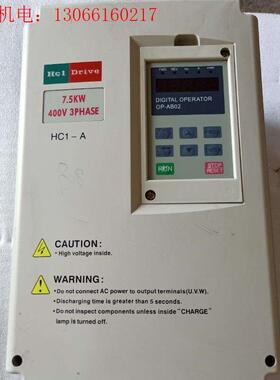 机电：13066160217
Hc1 Drive
7.5KW
400V 3PHASE
HC1-A
DIGITAL OPERATOR
OP-AB02
RUN
STOP
RESET
CAUTION:
• High voltage inside.
WARNING:
• Do not connect AC power to output terminals(U.V.W).
• Discharging time is greater than 5 seconds.
• Do not inspect components unless inside "CHARGE"
lamp is turned off.